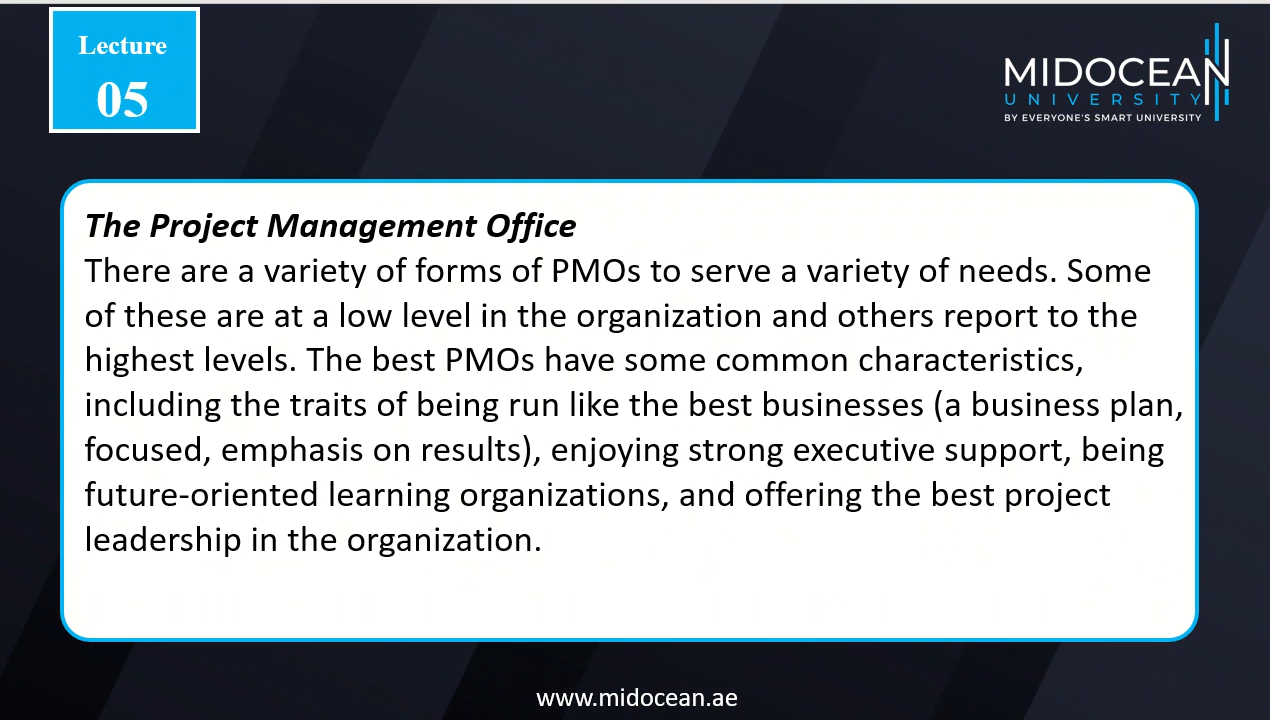 Lecture
05
MIDOCEAN
UNIVERSITY
BY EVERYONE'S SMART UNIVERSITY
The Project Management Office
There are a variety of forms of PMOs to serve a variety of needs. Some
of these are at a low level in the organization and others report to the
highest levels. The best PMOs have some common characteristics,
including the traits of being run like the best businesses (a business plan,
focused, emphasis on results), enjoying strong executive support, being
future-oriented learning organizations, and offering the best project
leadership in the organization.
www.midocean.ae